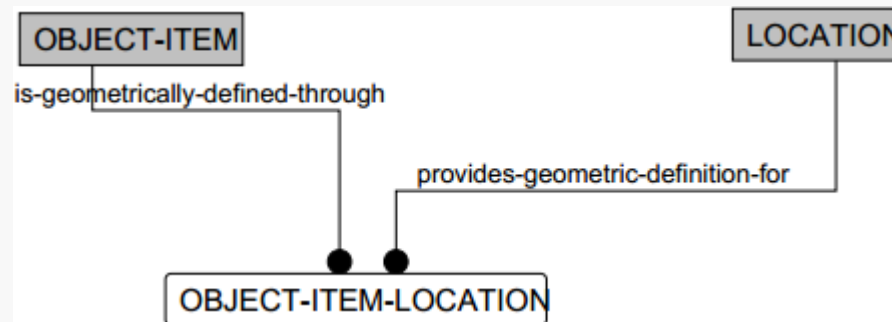 OBJECT-ITEM
LOCATION
is-geometrically-defined-through
provides-geometric-definition-for
OBJECT-ITEM-LOCATION